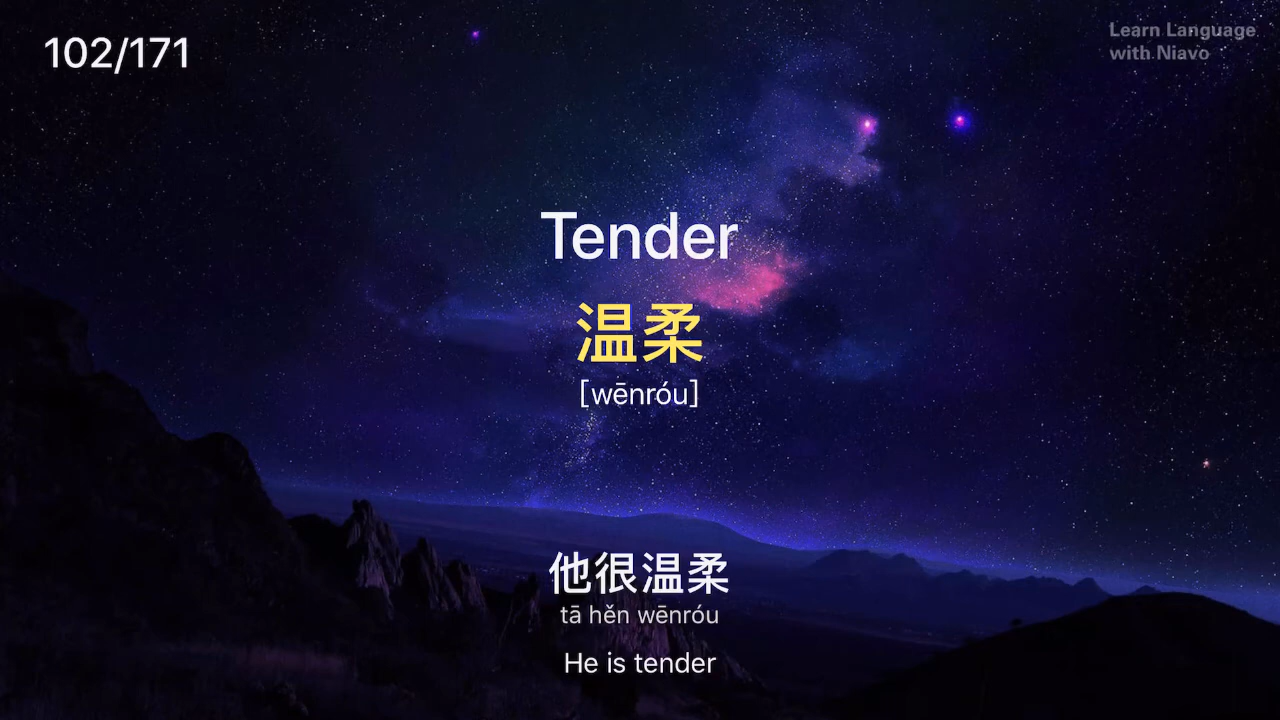 102/171
Learn Language
with Niavo
Tender
温柔
[wēnróu]
他很温柔
tā hěn wēnróu
He is tender